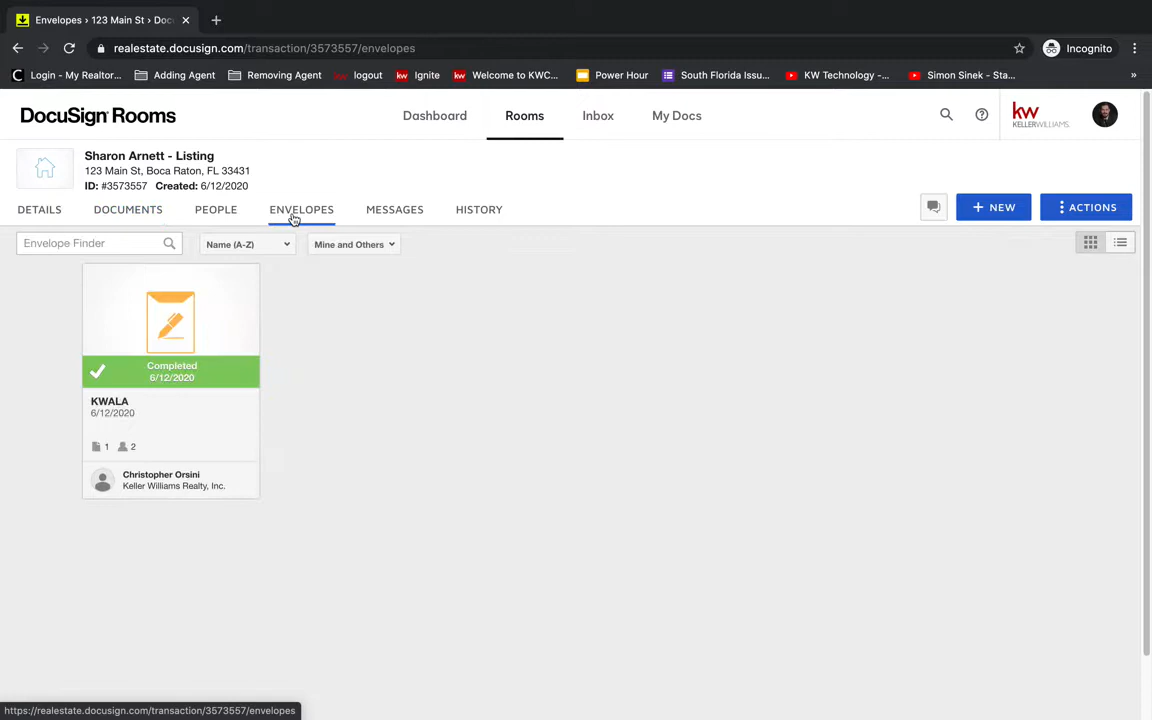 Envelopes › 123 Main St › Doc
realestate.docusign.com/transaction/3573557/envelopes
Incognito
Login - My Realtor...
Adding Agent
Removing Agent
kw logout
kw Ignite
kw Welcome to KWC...
Power Hour
South Florida Issu...
KW Technology -...
Simon Sinek - Sta...
»
DocuSign Rooms
Dashboard
Rooms
Inbox
My Docs
kw
KELLERWILLIAMS
Sharon Arnett - Listing
123 Main St, Boca Raton, FL 33431
ID: #3573557 Created: 6/12/2020
DETAILS
DOCUMENTS
PEOPLE
ENVELOPES
MESSAGES
HISTORY
+ NEW
ACTIONS
Envelope Finder
Name (A-Z)
Mine and Others
Completed
6/12/2020
KWALA
6/12/2020
1 2
Christopher Orsini
Keller Williams Realty, Inc.
https://realestate.docusign.com/transaction/3573557/envelopes